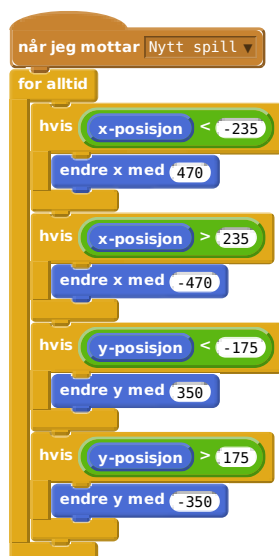 når jeg mottar Nytt spill
for alltid
hvis x-posisjon < -235
endre x med 470
hvis x-posisjon > 235
endre x med -470
hvis y-posisjon < -175
endre y med 350
hvis y-posisjon > 175
endre y med -350